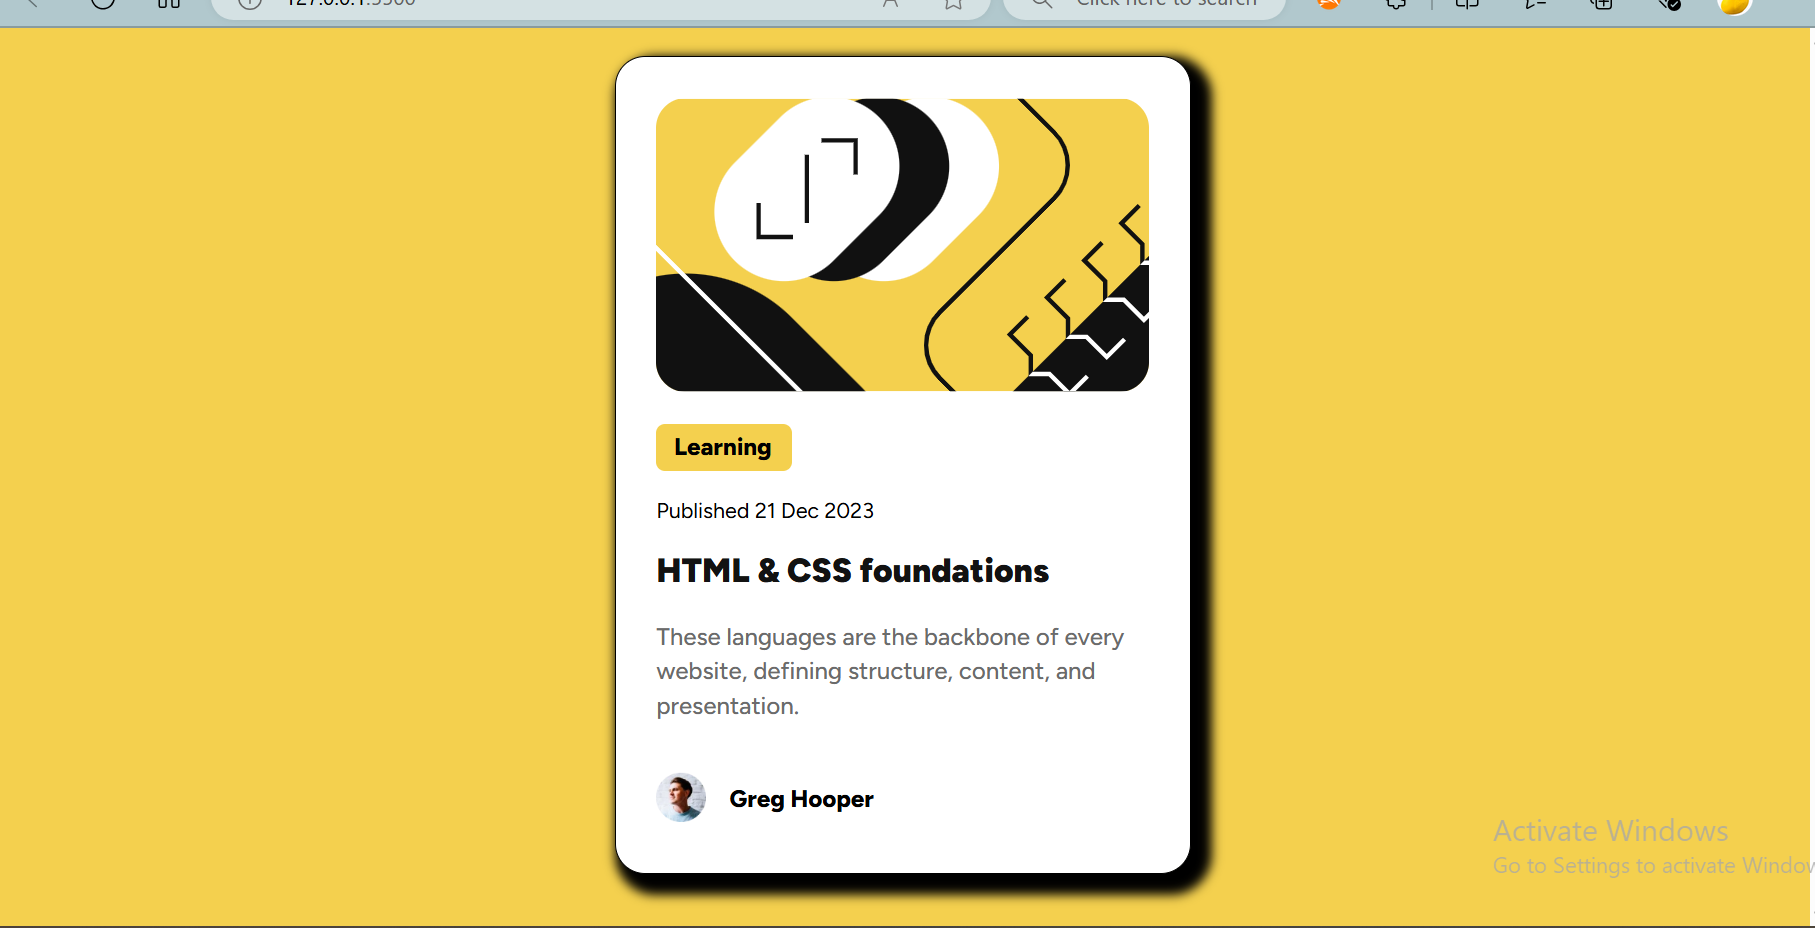 127.0.0.1:5500
Click here to search
Learning
Published 21 Dec 2023
HTML & CSS foundations
These languages are the backbone of every
website, defining structure, content, and
presentation.
Greg Hooper
Activate Windows
Go to Settings to activate Window